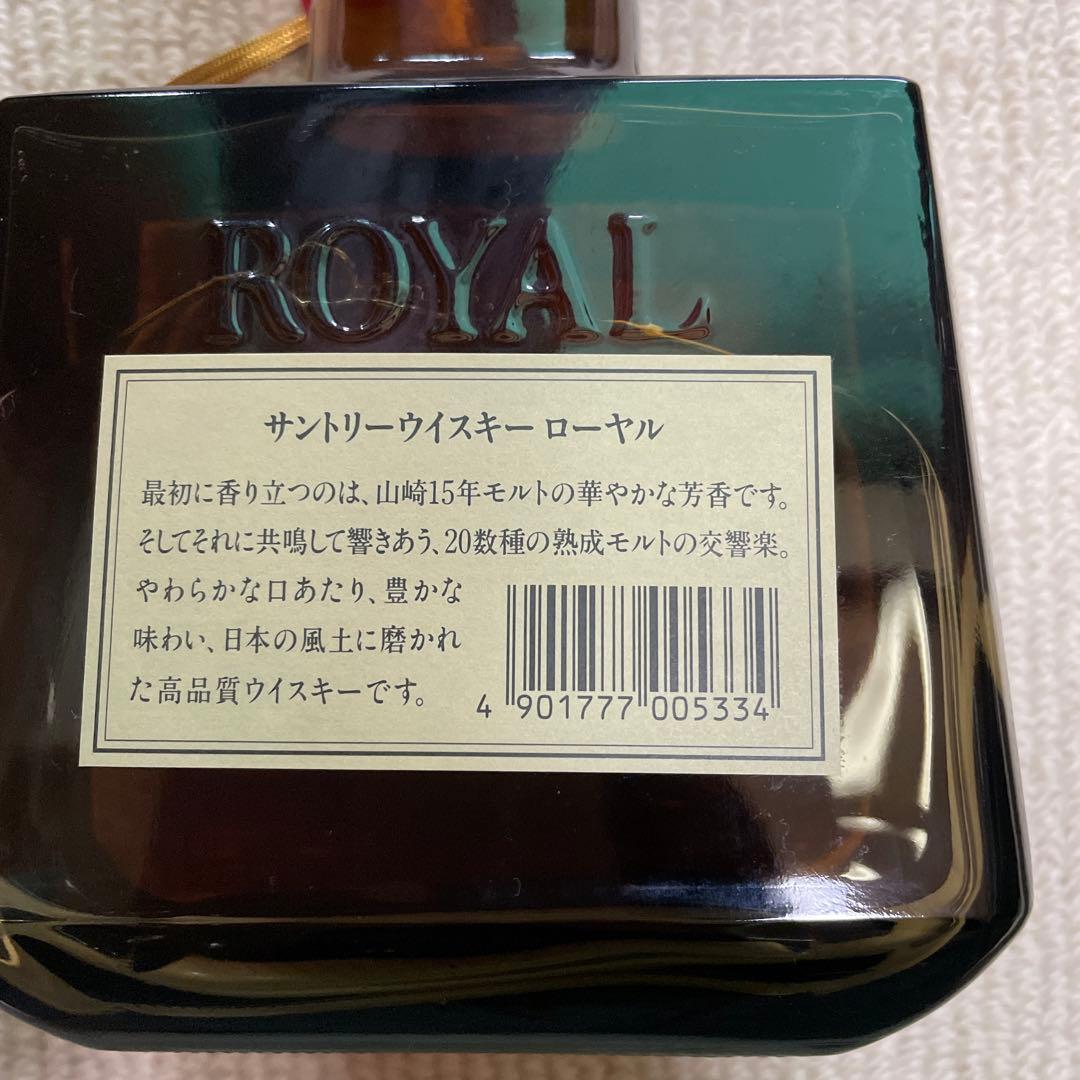 ROYAL
サントリーウイスキー ローヤル
最初に香り立つのは、山崎15年モルトの華やかな芳香です。
そしてそれに共鳴して響きあう、20数種の熟成モルトの交響楽。
やわらかな口あたり、豊かな
味わい、日本の風土に磨かれ
た高品質ウイスキーです。
4 901777 005334